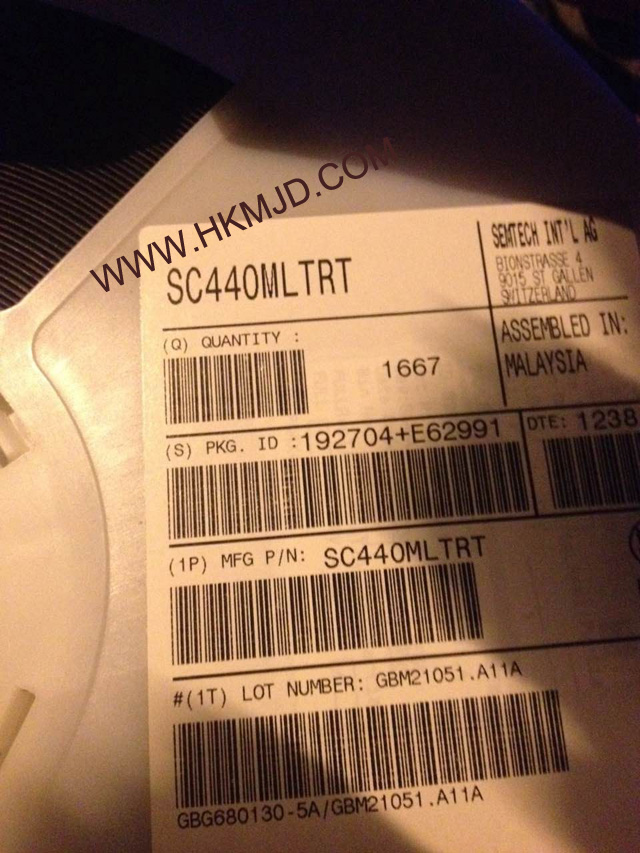 WWW.HKMJD.COM
SC440MLTRT
SEMTECH INT'L AG
BIONSTRASSE 4
9015 ST GALLEN
SWITZERLAND
(Q) QUANTITY :
1667
ASSEMBLED IN:
MALAYSIA
(S) PKG. ID :192704+E62991
DTE: 1238
(1P) MFG P/N: SC440MLTRT
#(1T) LOT NUMBER: GBM21051.A11A
GBG680130-5A/GBM21051.A11A